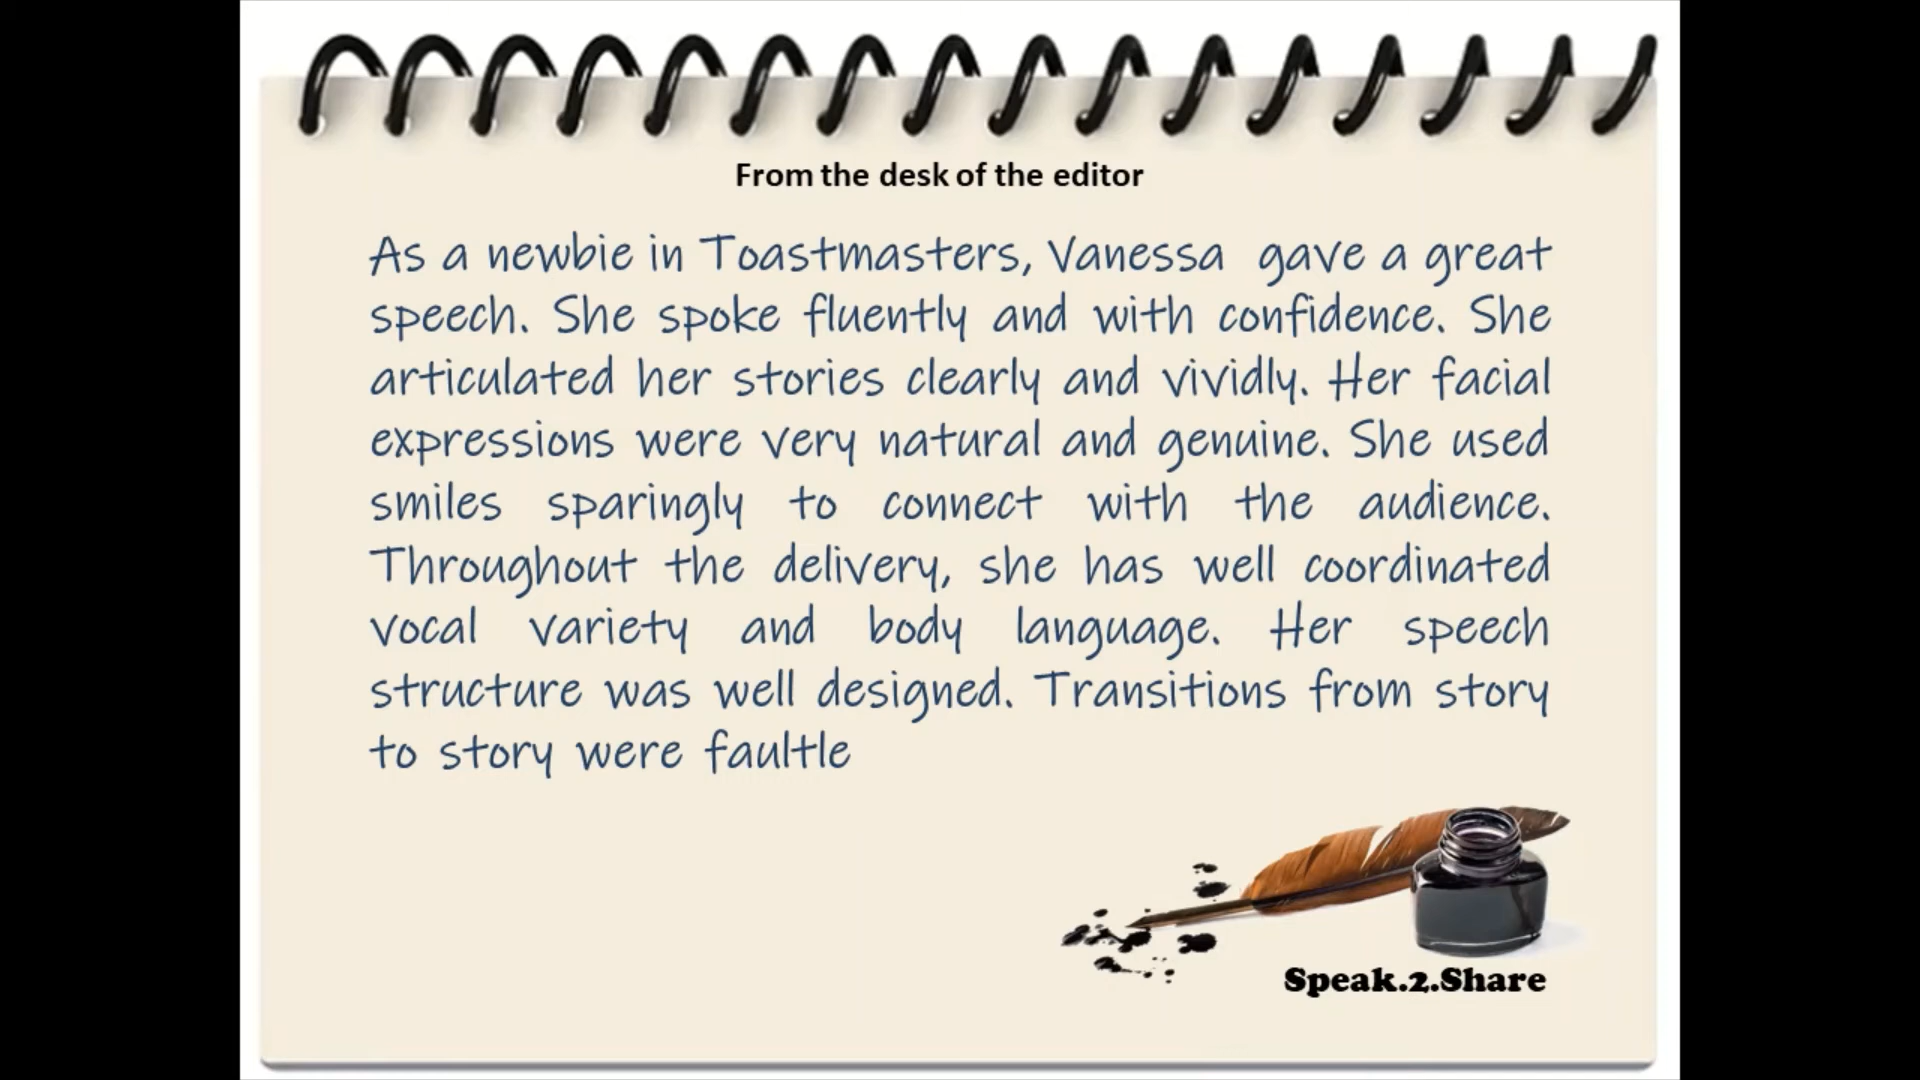 From the desk of the editor
As a newbie in Toastmasters, Vanessa gave a great
speech. She spoke fluently and with confidence. She
articulated her stories clearly and vividly. Her facial
expressions were very natural and genuine. She used
smiles sparingly to connect with the audience.
Throughout the delivery, she has well coordinated
vocal variety and body language. Her speech
structure was well designed. Transitions from story
to story were faultle
Speak.2.Share